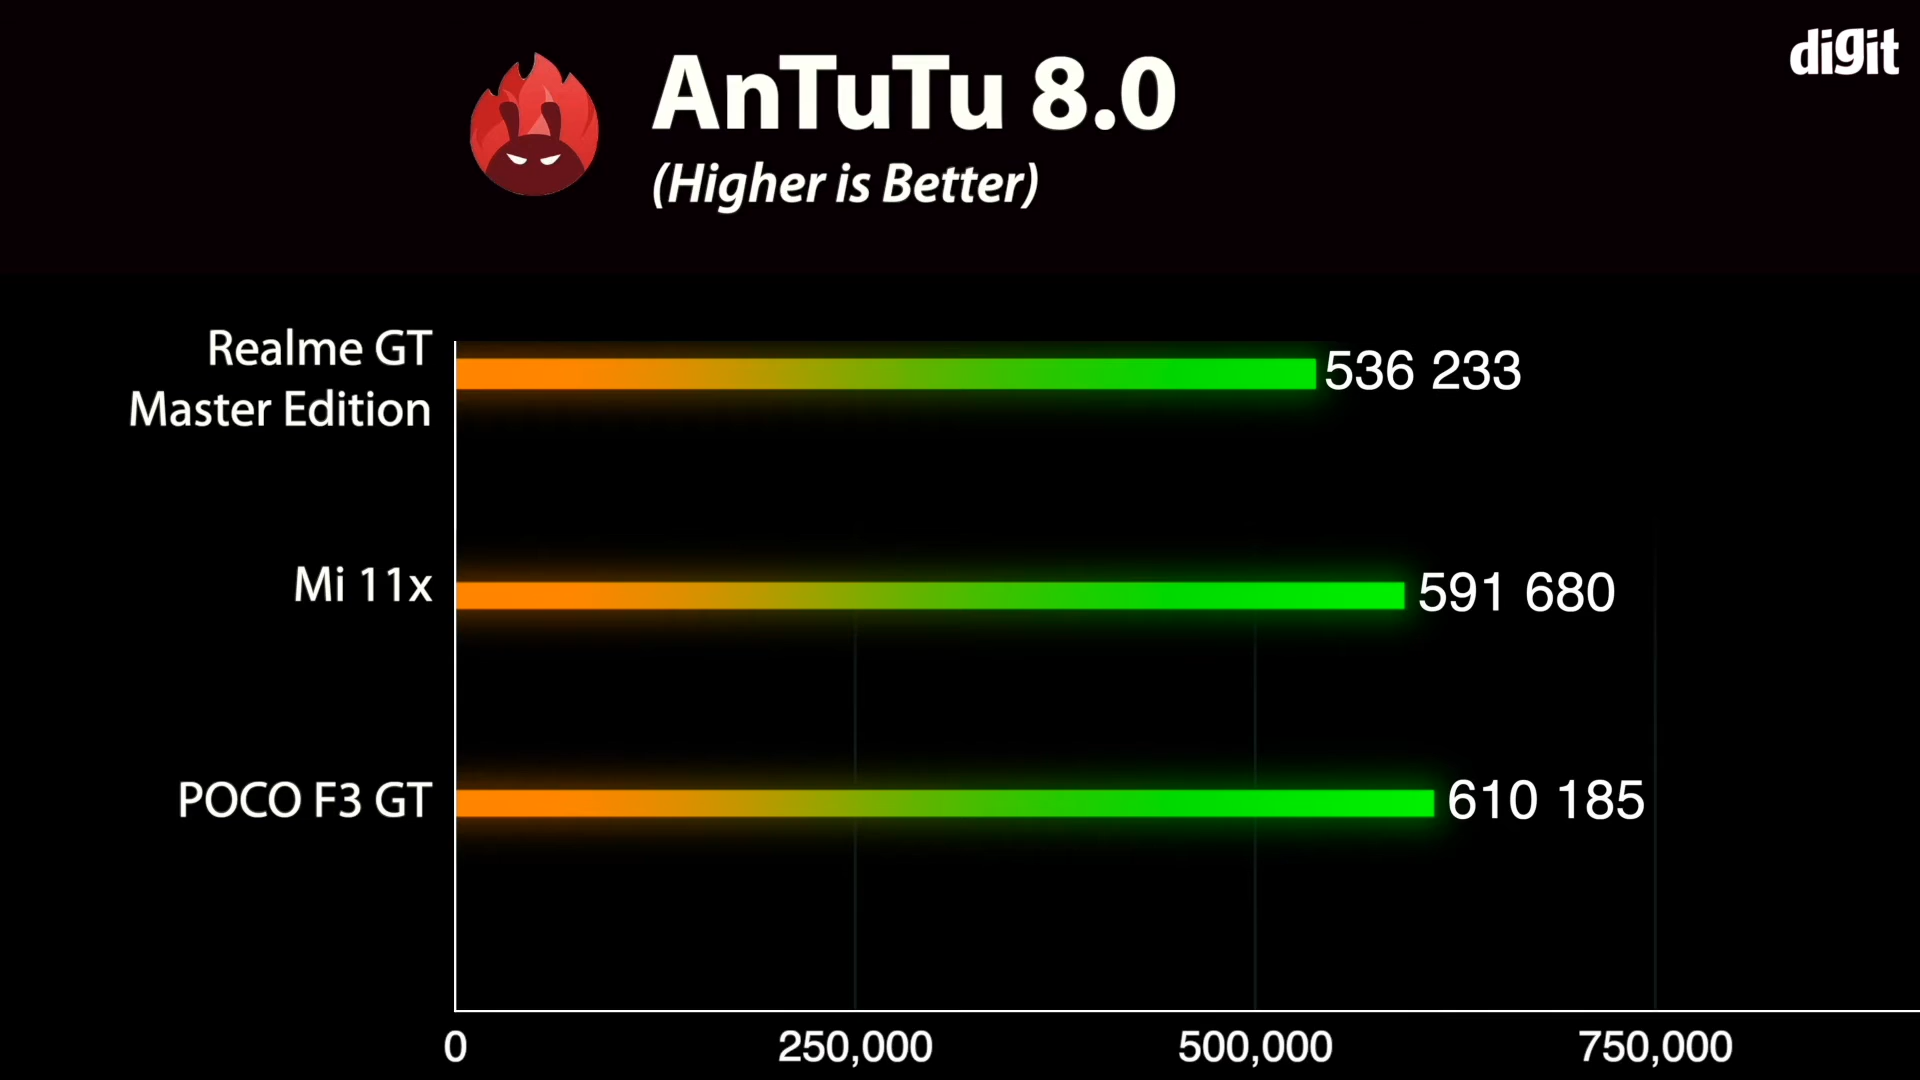 digit
AnTuTu 8.0
(Higher is Better)
Realme GT
Master Edition
536 233
Mi 11x
591 680
POCO F3 GT
610 185
0
250,000
500,000
750,000